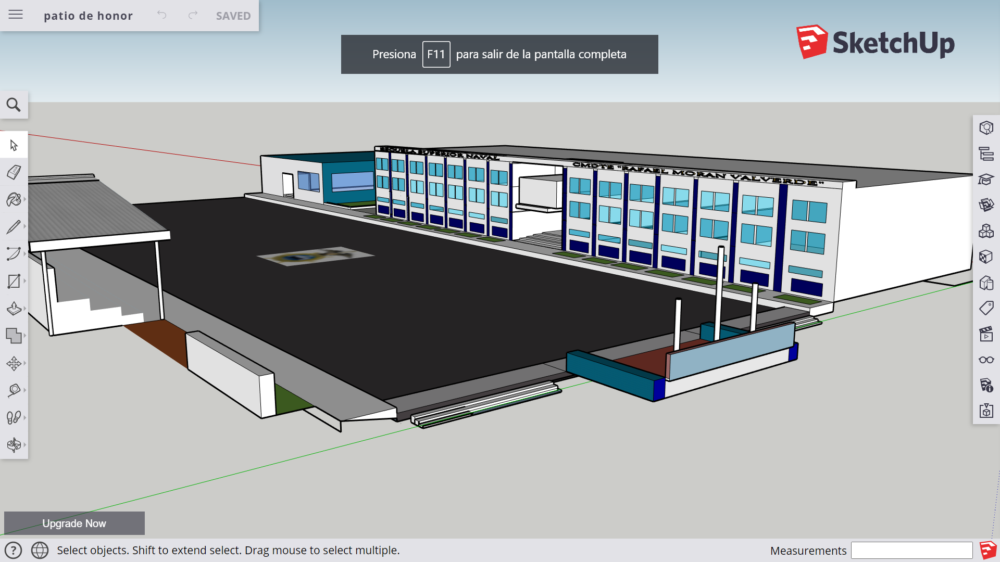 patio de honor
SAVED
Presiona F11 para salir de la pantalla completa
SketchUp
ESCUELA SUPERIOR NAVAL
CMDTE "RAFAEL MORAN VALVERDE"
Upgrade Now
Select objects. Shift to extend select. Drag mouse to select multiple.
Measurements